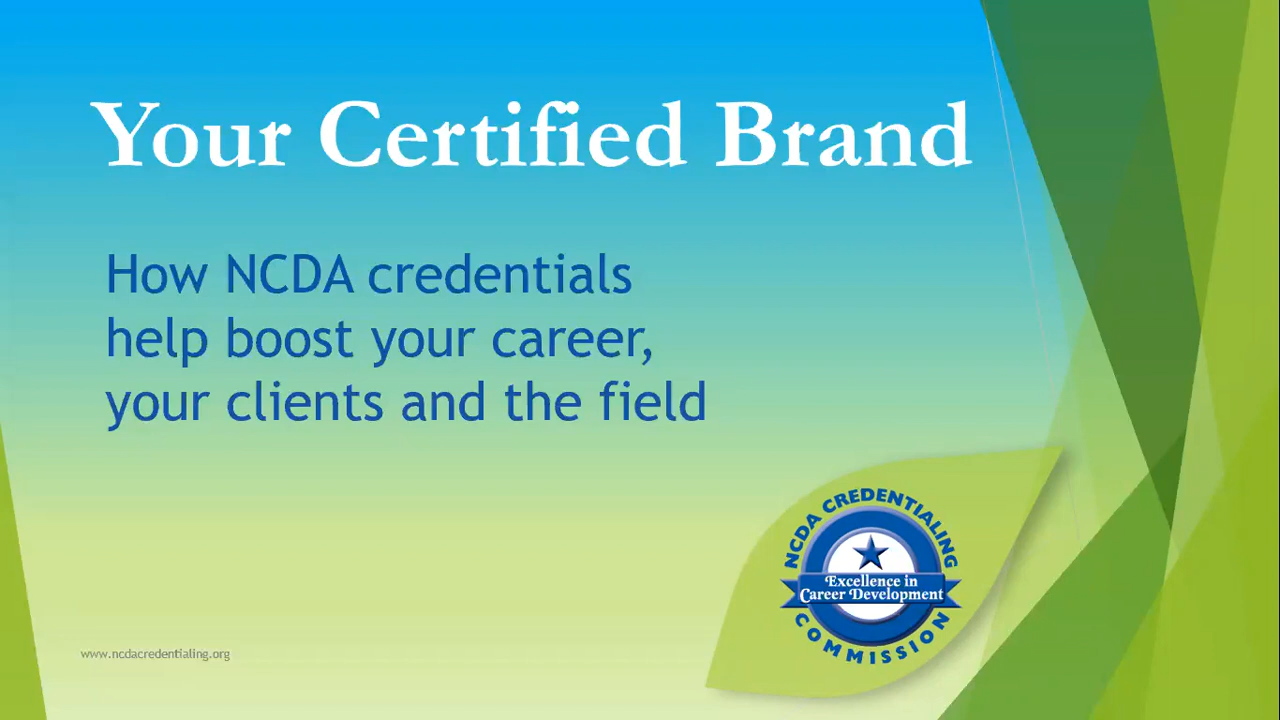 Your Certified Brand
How NCDA credentials
help boost your career,
your clients and the field
NCDA CREDENTIALING
Excellence in
Career Development
COMMISSION
www.ncdacredentialing.org